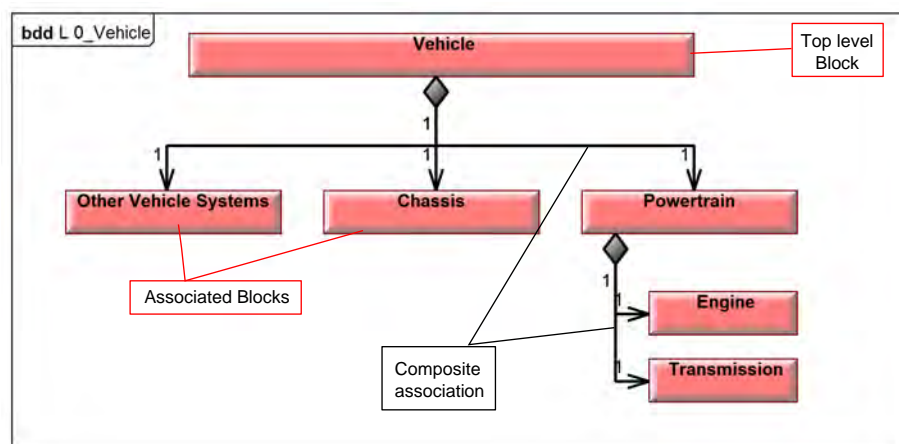 bdd L 0_Vehicle
Vehicle
Top level
Block
1
1
1
1
Other Vehicle Systems
Chassis
Powertrain
1
Associated Blocks
1
Engine
Composite
association
1
Transmission